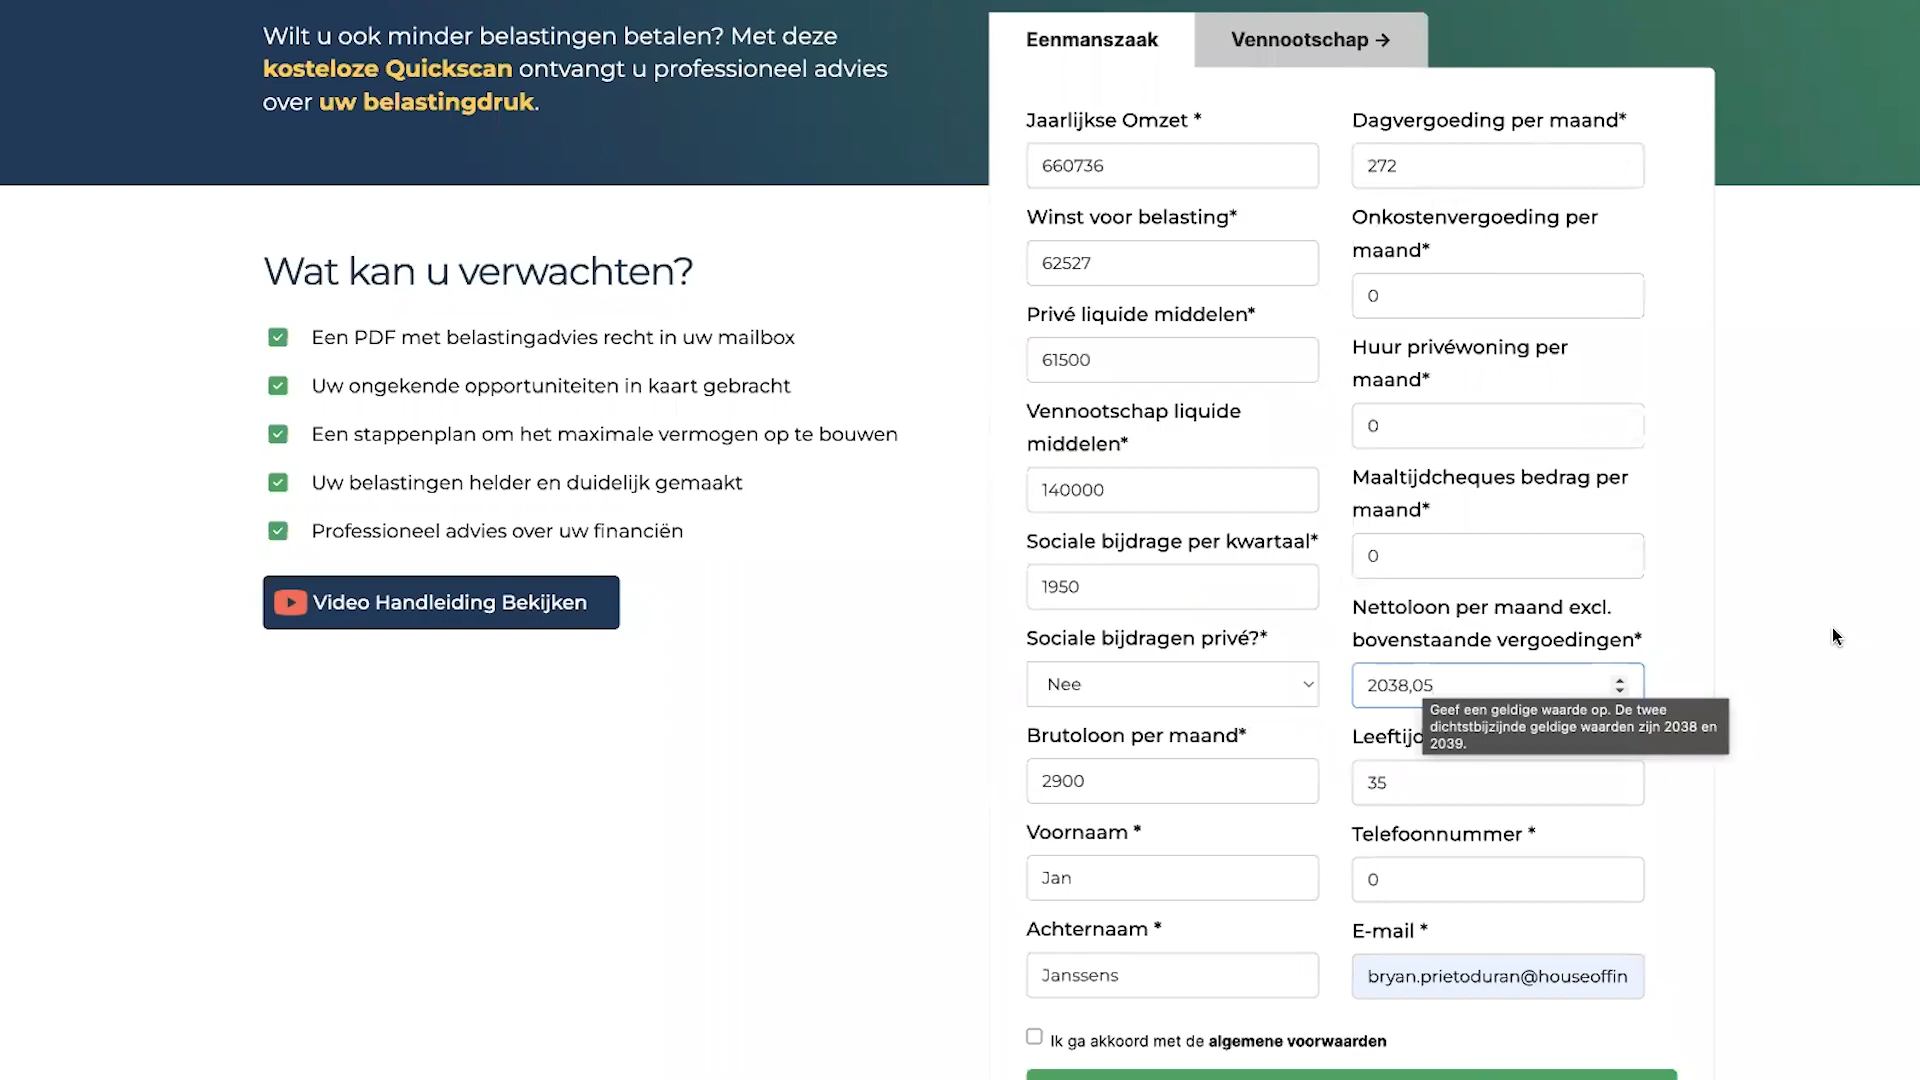 Wilt u ook minder belastingen betalen? Met deze
kosteloze Quickscan ontvangt u professioneel advies
over uw belastingdruk.
Wat kan u verwachten?
Een PDF met belastingadvies recht in uw mailbox
Uw ongekende opportuniteiten in kaart gebracht
Een stappenplan om het maximale vermogen op te bouwen
Uw belastingen helder en duidelijk gemaakt
Professioneel advies over uw financiën
Video Handleiding Bekijken
Eenmanszaak
Vennootschap →
Jaarlijkse Omzet *
660736
Winst voor belasting*
62527
Privé liquide middelen*
61500
Vennootschap liquide
middelen*
140000
Sociale bijdrage per kwartaal*
1950
Sociale bijdragen privé?*
Nee
Brutoloon per maand*
2900
Voornaam *
Jan
Achternaam *
Janssens
Dagvergoeding per maand*
272
Onkostenvergoeding per
maand*
0
Huur privéwoning per
maand*
0
Maaltijdcheques bedrag per
maand*
0
Nettoloon per maand excl.
bovenstaande vergoedingen*
2038,05
Geef een geldige waarde op. De twee
dichtstbijzijnde geldige waarden zijn 2038 en
2039.
35
Telefoonnummer *
0
E-mail *
bryan.prietoduran@houseoffin
Ik ga akkoord met de algemene voorwaarden